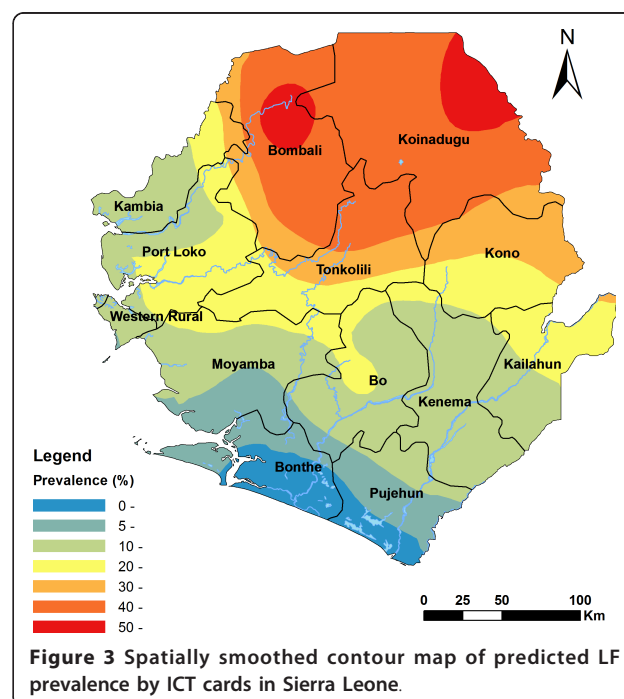 N
Bombali
Koinadugu
Kambia
Port Loko
Kono
Tonkolili
Western Rural
Moyamba
Bo
Kailahun
Kenema
Bonthe
Pujehun
Legend
Prevalence (%)
0 -
5 -
10 -
20 -
30 -
40 -
50 -
0 25 50 100
Km
Figure 3 Spatially smoothed contour map of predicted LF
prevalence by ICT cards in Sierra Leone.